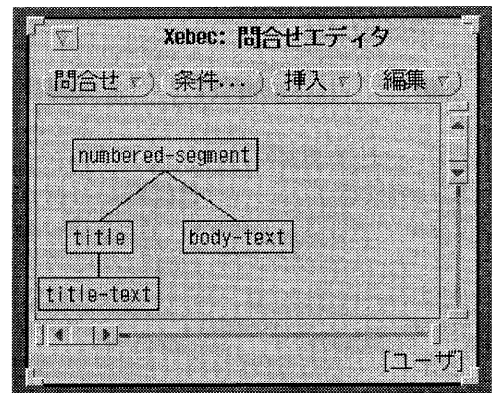 Xebec: 問合せエディタ
問合せ 条件... 挿入 編集
numbered-segment
title body-text
title-text
[ユーザ]